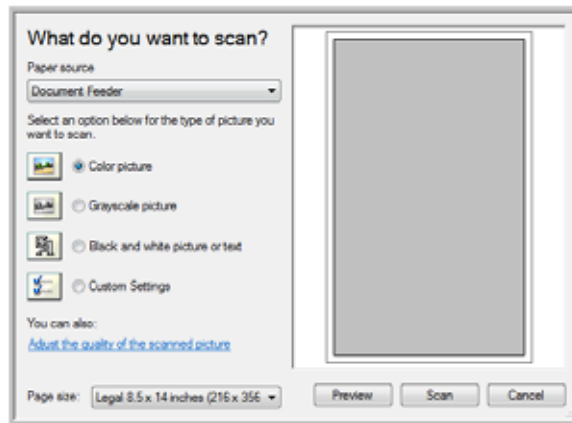 What do you want to scan?
Paper source
Document Feeder
Select an option below for the type of picture you
want to scan.
Color picture
Grayscale picture
Black and white picture or text
Custom Settings
You can also:
Adjust the quality of the scanned picture
Page size: Legal 8.5 x 14 inches (216 x 356
Preview Scan Cancel